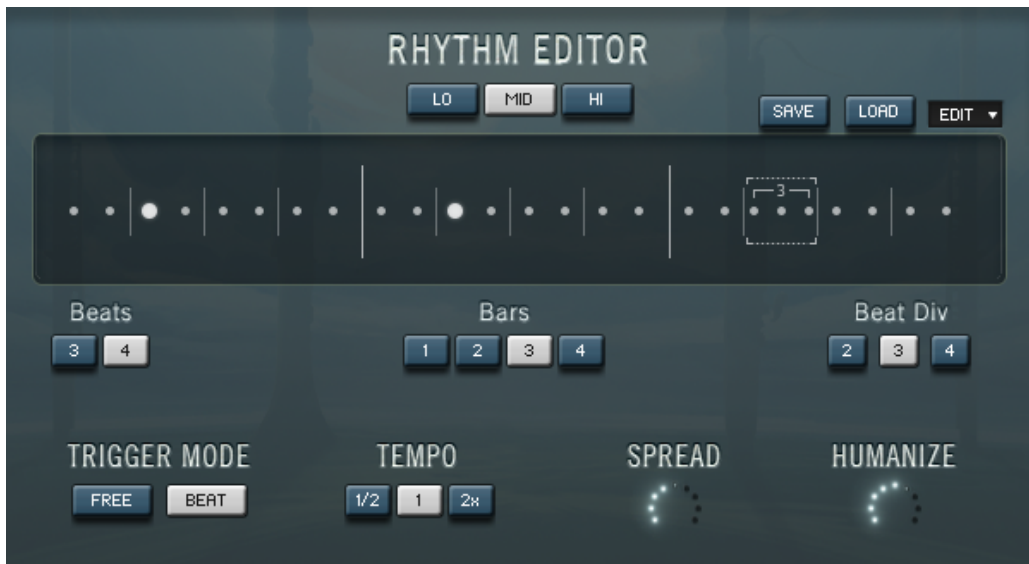 RHYTHM EDITOR
LO MID HI
SAVE LOAD EDIT
3
Beats Bars Beat Div
3 4 1 2 3 4 2 3 4
TRIGGER MODE TEMPO SPREAD HUMANIZE
FREE BEAT 1/2 1 2x